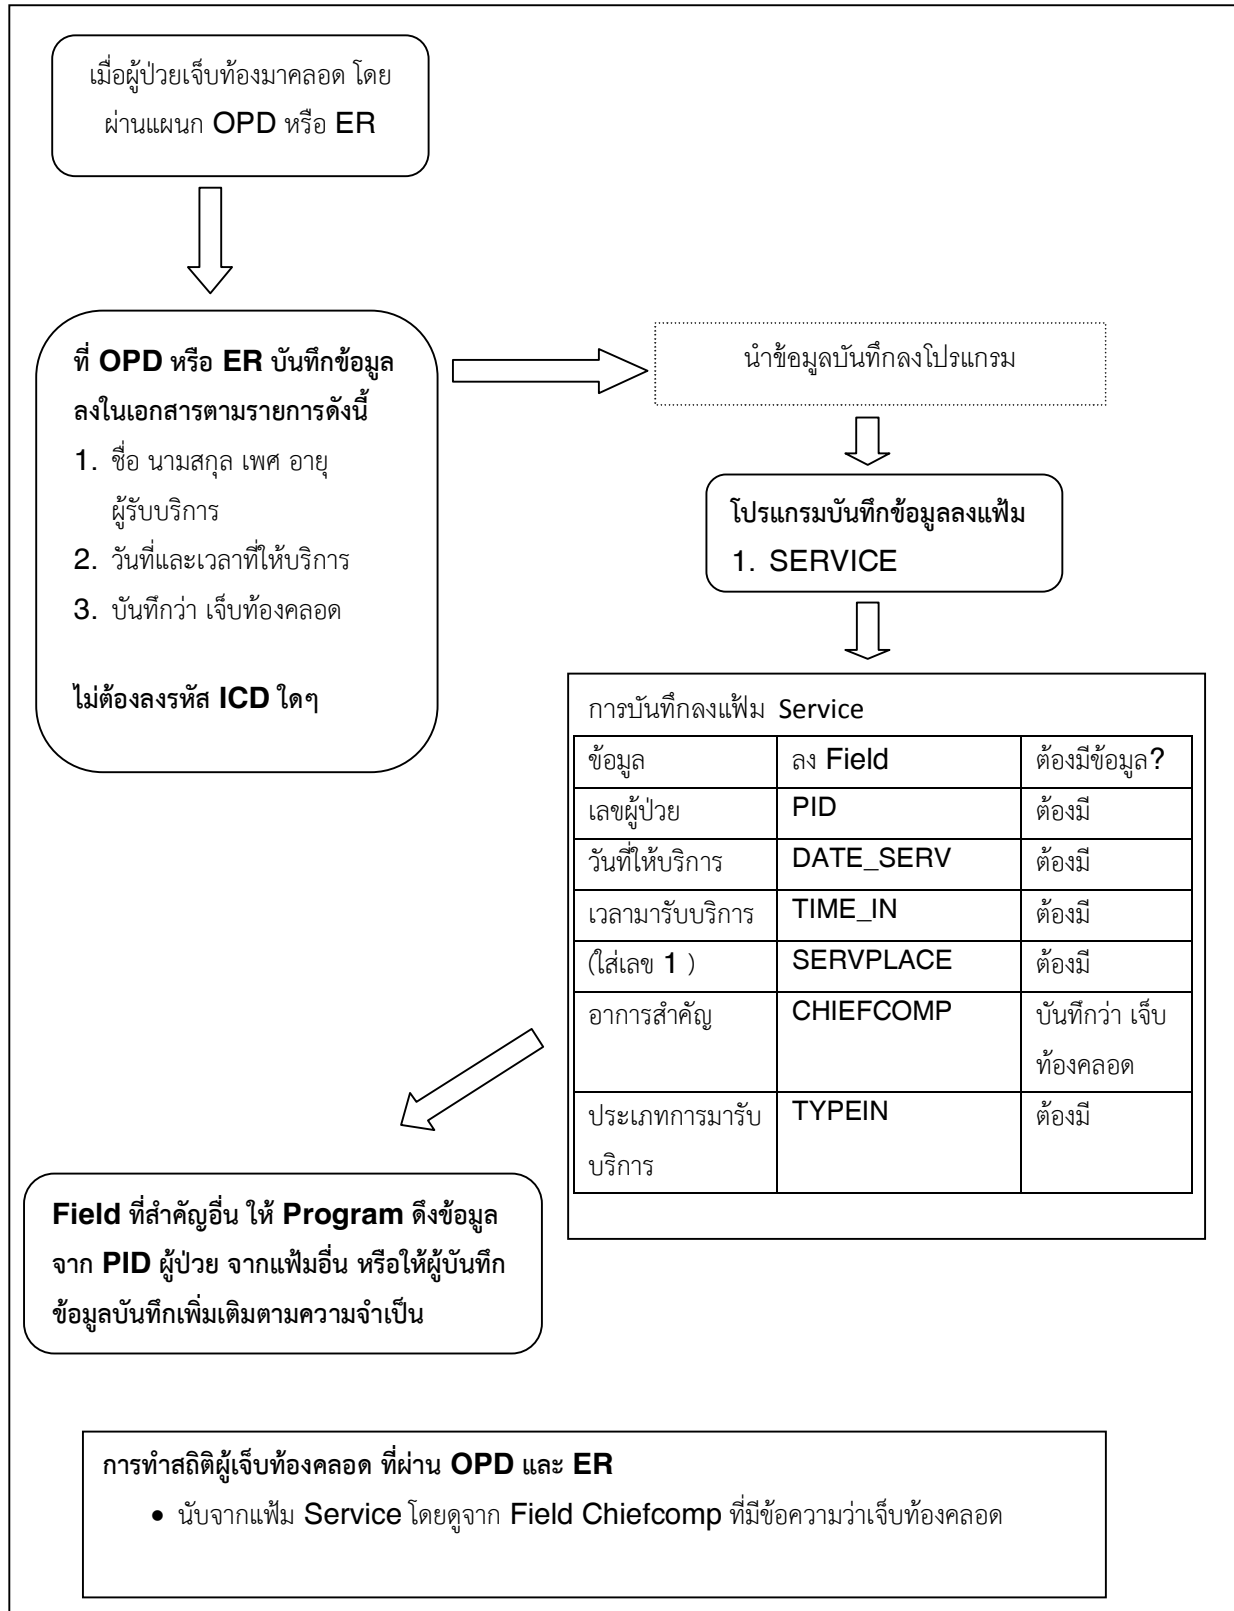 เมื่อผู้ป่วยเจ็บท้องมาคลอด โดย
ผ่านแผนก OPD หรือ ER
ที่ OPD หรือ ER บันทึกข้อมูล
ลงในเอกสารตามรายการดังนี้
1. ชื่อ นามสกุล เพศ อายุ
ผู้รับบริการ
2. วันที่และเวลาที่ให้บริการ
3. บันทึกว่า เจ็บท้องคลอด
ไม่ต้องลงรหัส ICD ใดๆ
นำข้อมูลบันทึกลงโปรแกรม
โปรแกรมบันทึกข้อมูลลงแฟ้ม
1. SERVICE
การบันทึกลงแฟ้ม Service
ข้อมูล ลง Field ต้องมีข้อมูล?
เลขผู้ป่วย PID ต้องมี
วันที่ให้บริการ DATE_SERV ต้องมี
เวลามารับบริการ TIME_IN ต้องมี
(ใส่เลข 1 ) SERVPLACE ต้องมี
อาการสำคัญ CHIEFCOMP บันทึกว่า เจ็บ
ท้องคลอด
ประเภทการมารับ TYPEIN ต้องมี
บริการ
Field ที่สำคัญอื่น ให้ Program ดึงข้อมูล
จาก PID ผู้ป่วย จากแฟ้มอื่น หรือให้ผู้บันทึก
ข้อมูลบันทึกเพิ่มเติมตามความจำเป็น
การทำสถิติผู้เจ็บท้องคลอด ที่ผ่าน OPD และ ER
• นับจากแฟ้ม Service โดยดูจาก Field Chiefcomp ที่มีข้อความว่าเจ็บท้องคลอด